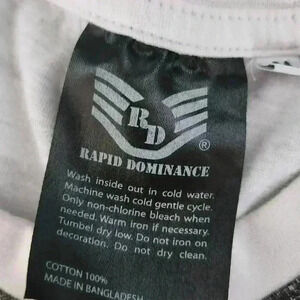 RD
®
RAPID DOMINANCE
Wash inside out in cold water.
Machine wash cold gentle cycle.
Only non-chlorine bleach when
needed. Warm iron if necessary.
Tumbel dry low. Do not iron on
decoration. Do not dry clean.
COTTON 100%
MADE IN BANGLADESH